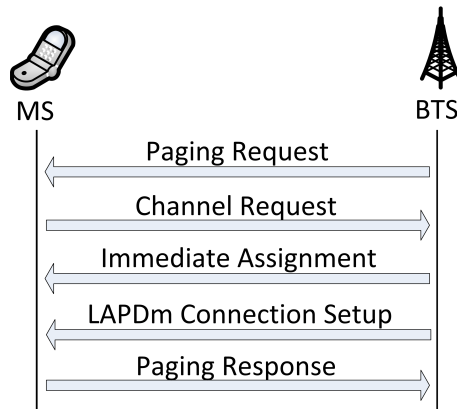 MS
BTS
Paging Request
Channel Request
Immediate Assignment
LAPDm Connection Setup
Paging Response